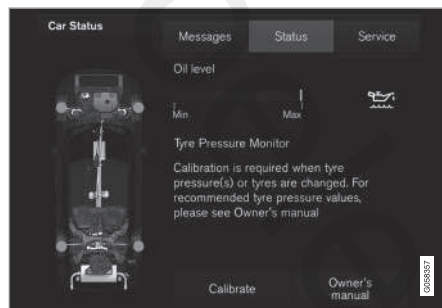 Car Status
Messages
Status
Service
Oil level
Min
Max
Tyre Pressure Monitor
Calibration is required when tyre
pressure(s) or tyres are changed. For
recommended tyre pressure values,
please see Owner's manual
Calibrate
Owner's
manual
G058357